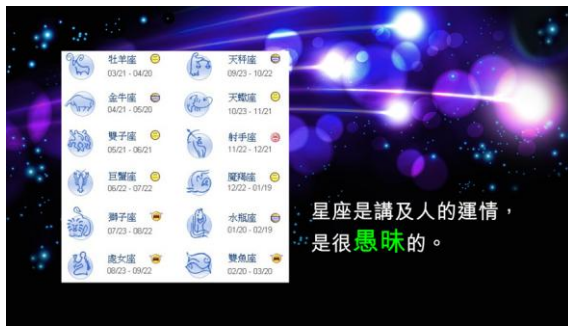 牡羊座
03/21 - 04/20
金牛座
04/21 - 05/20
雙子座
05/21 - 06/21
巨蟹座
06/22 - 07/22
獅子座
07/23 - 08/22
處女座
08/23 - 09/22
天秤座
09/23 - 10/22
天蠍座
10/23 - 11/21
射手座
11/22 - 12/21
魔羯座
12/22 - 01/19
水瓶座
01/20 - 02/19
雙魚座
02/20 - 03/20
星座是講及人的運情，
是很愚昧的。